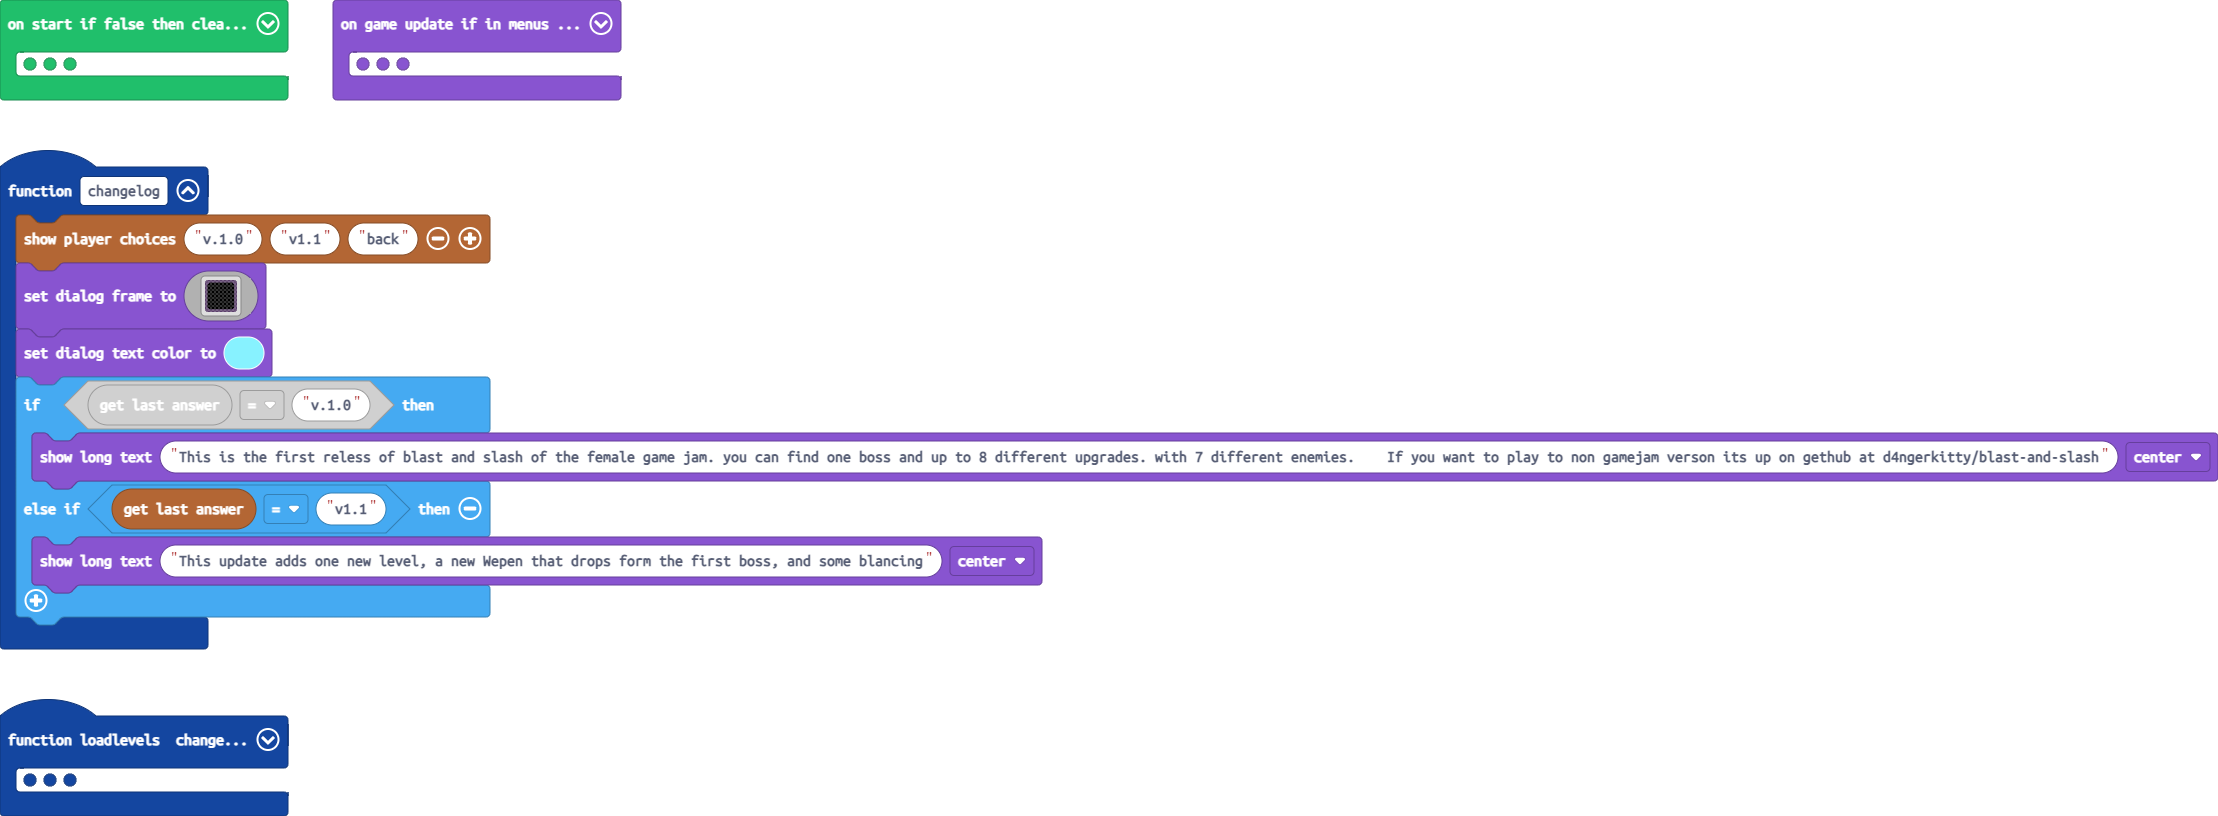 on start if false then clea...
on game update if in menus ...
function changelog
show player choices "v.1.0" "v1.1" "back"
set dialog frame to
set dialog text color to
if get last answer = "v.1.0" then
show long text "This is the first reless of blast and slash of the female game jam. you can find one boss and up to 8 different upgrades. with 7 different enemies.    If you want to play to non gamejam verson its up on gethub at d4ngerkitty/blast-and-slash" center
else if get last answer = "v1.1" then
show long text "This update adds one new level, a new Wepen that drops form the first boss, and some blancing" center
function loadlevels  change...